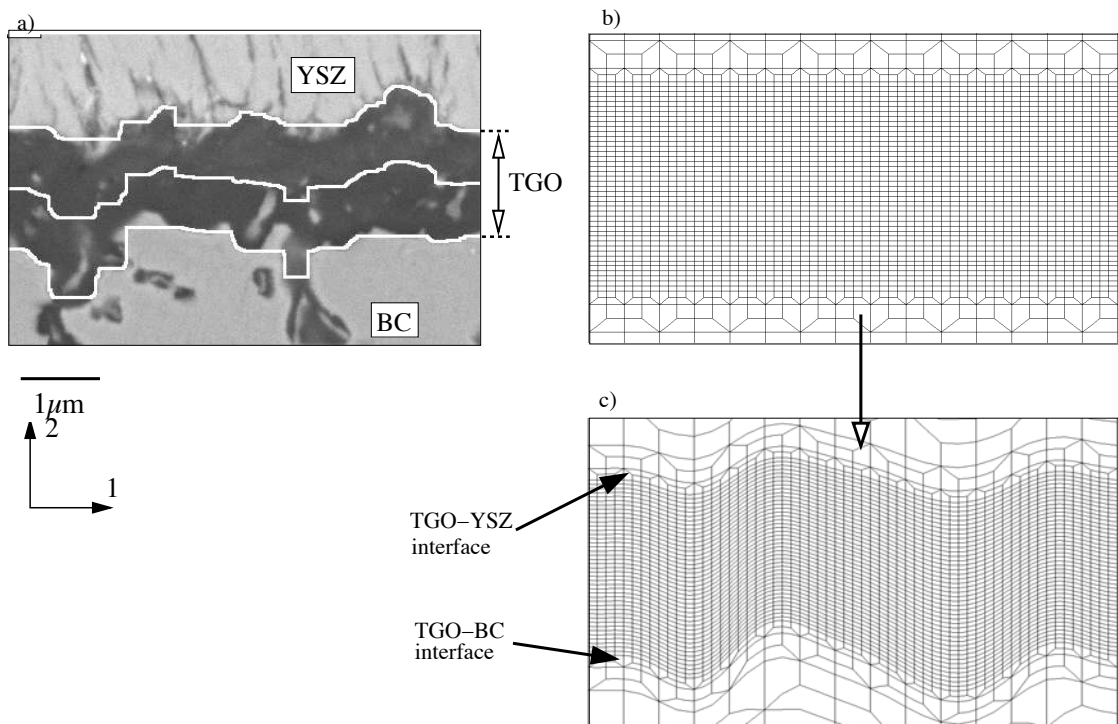 a)
YSZ
TGO
BC
1μm
2
1
b)
c)
TGO–YSZ
interface
TGO–BC
interface